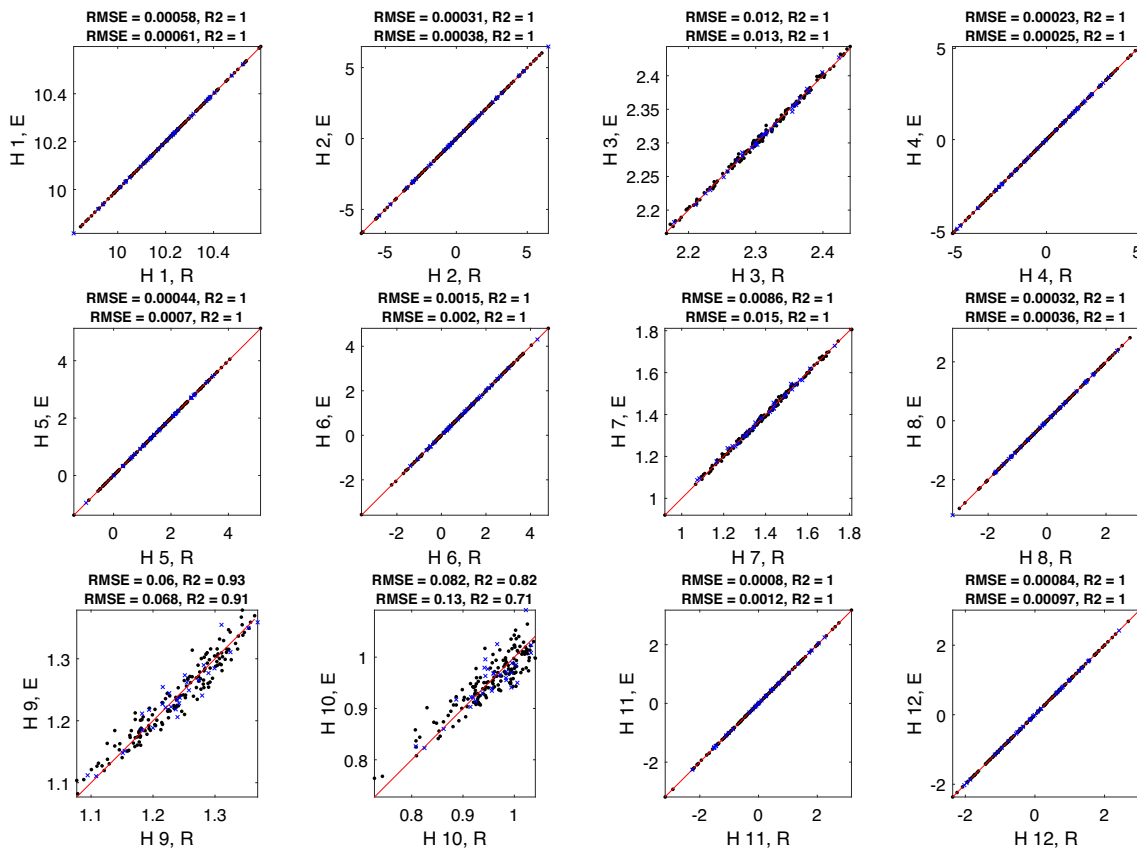 RMSE = 0.00058, R2 = 1
RMSE = 0.00061, R2 = 1
H 1, E
10.4
10.2
10
10 10.2 10.4
H 1, R
RMSE = 0.00031, R2 = 1
RMSE = 0.00038, R2 = 1
H 2, E
5
0
-5
-5 0 5
H 2, R
RMSE = 0.012, R2 = 1
RMSE = 0.013, R2 = 1
H 3, E
2.4
2.35
2.3
2.25
2.2
2.2 2.3 2.4
H 3, R
RMSE = 0.00023, R2 = 1
RMSE = 0.00025, R2 = 1
H 4, E
5
0
-5
-5 0 5
H 4, R
RMSE = 0.00044, R2 = 1
RMSE = 0.0007, R2 = 1
H 5, E
4
2
0
0 2 4
H 5, R
RMSE = 0.0015, R2 = 1
RMSE = 0.002, R2 = 1
H 6, E
4
2
0
-2
-2 0 2 4
H 6, R
RMSE = 0.0086, R2 = 1
RMSE = 0.015, R2 = 1
H 7, E
1.8
1.6
1.4
1.2
1
1 1.2 1.4 1.6 1.8
H 7, R
RMSE = 0.00032, R2 = 1
RMSE = 0.00036, R2 = 1
H 8, E
2
0
-2
-2 0 2
H 8, R
RMSE = 0.06, R2 = 0.93
RMSE = 0.068, R2 = 0.91
H 9, E
1.3
1.2
1.1
1.1 1.2 1.3
H 9, R
RMSE = 0.082, R2 = 0.82
RMSE = 0.13, R2 = 0.71
H 10, E
1
0.9
0.8
0.8 0.9 1
H 10, R
RMSE = 0.0008, R2 = 1
RMSE = 0.0012, R2 = 1
H 11, E
2
0
-2
-2 0 2
H 11, R
RMSE = 0.00084, R2 = 1
RMSE = 0.00097, R2 = 1
H 12, E
2
0
-2
-2 0 2
H 12, R